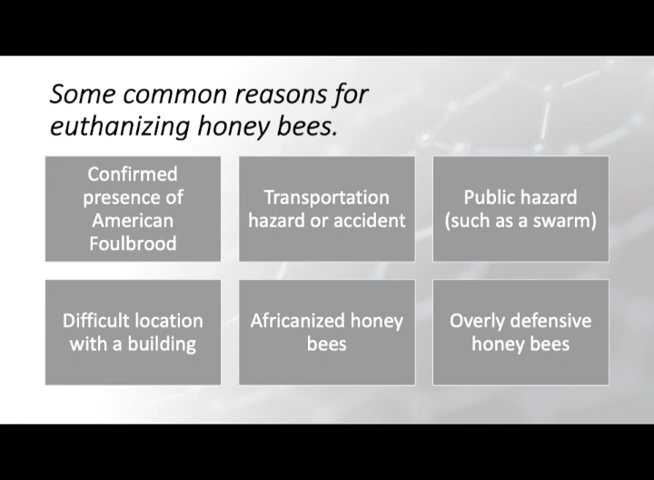 Some common reasons for
euthanizing honey bees.
Confirmed
presence of
American
Foulbrood
Transportation
hazard or accident
Public hazard
(such as a swarm)
Difficult location
with a building
Africanized honey
bees
Overly defensive
honey bees